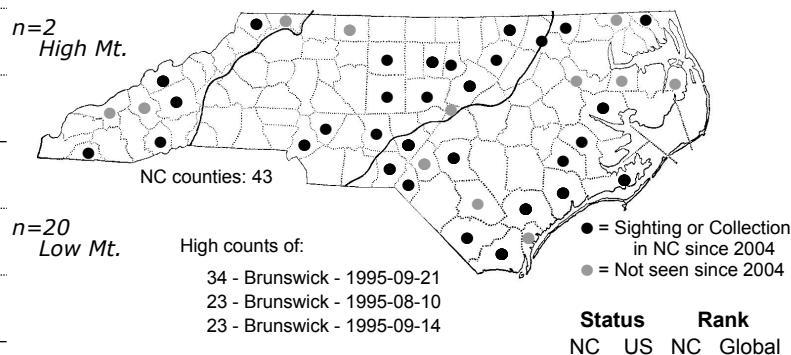 n=2
High Mt.
NC counties: 43
n=20
Low Mt.
High counts of:
34 - Brunswick - 1995-09-21
23 - Brunswick - 1995-08-10
23 - Brunswick - 1995-09-14
= Sighting or Collection
in NC since 2004
= Not seen since 2004
Status Rank
NC US NC Global